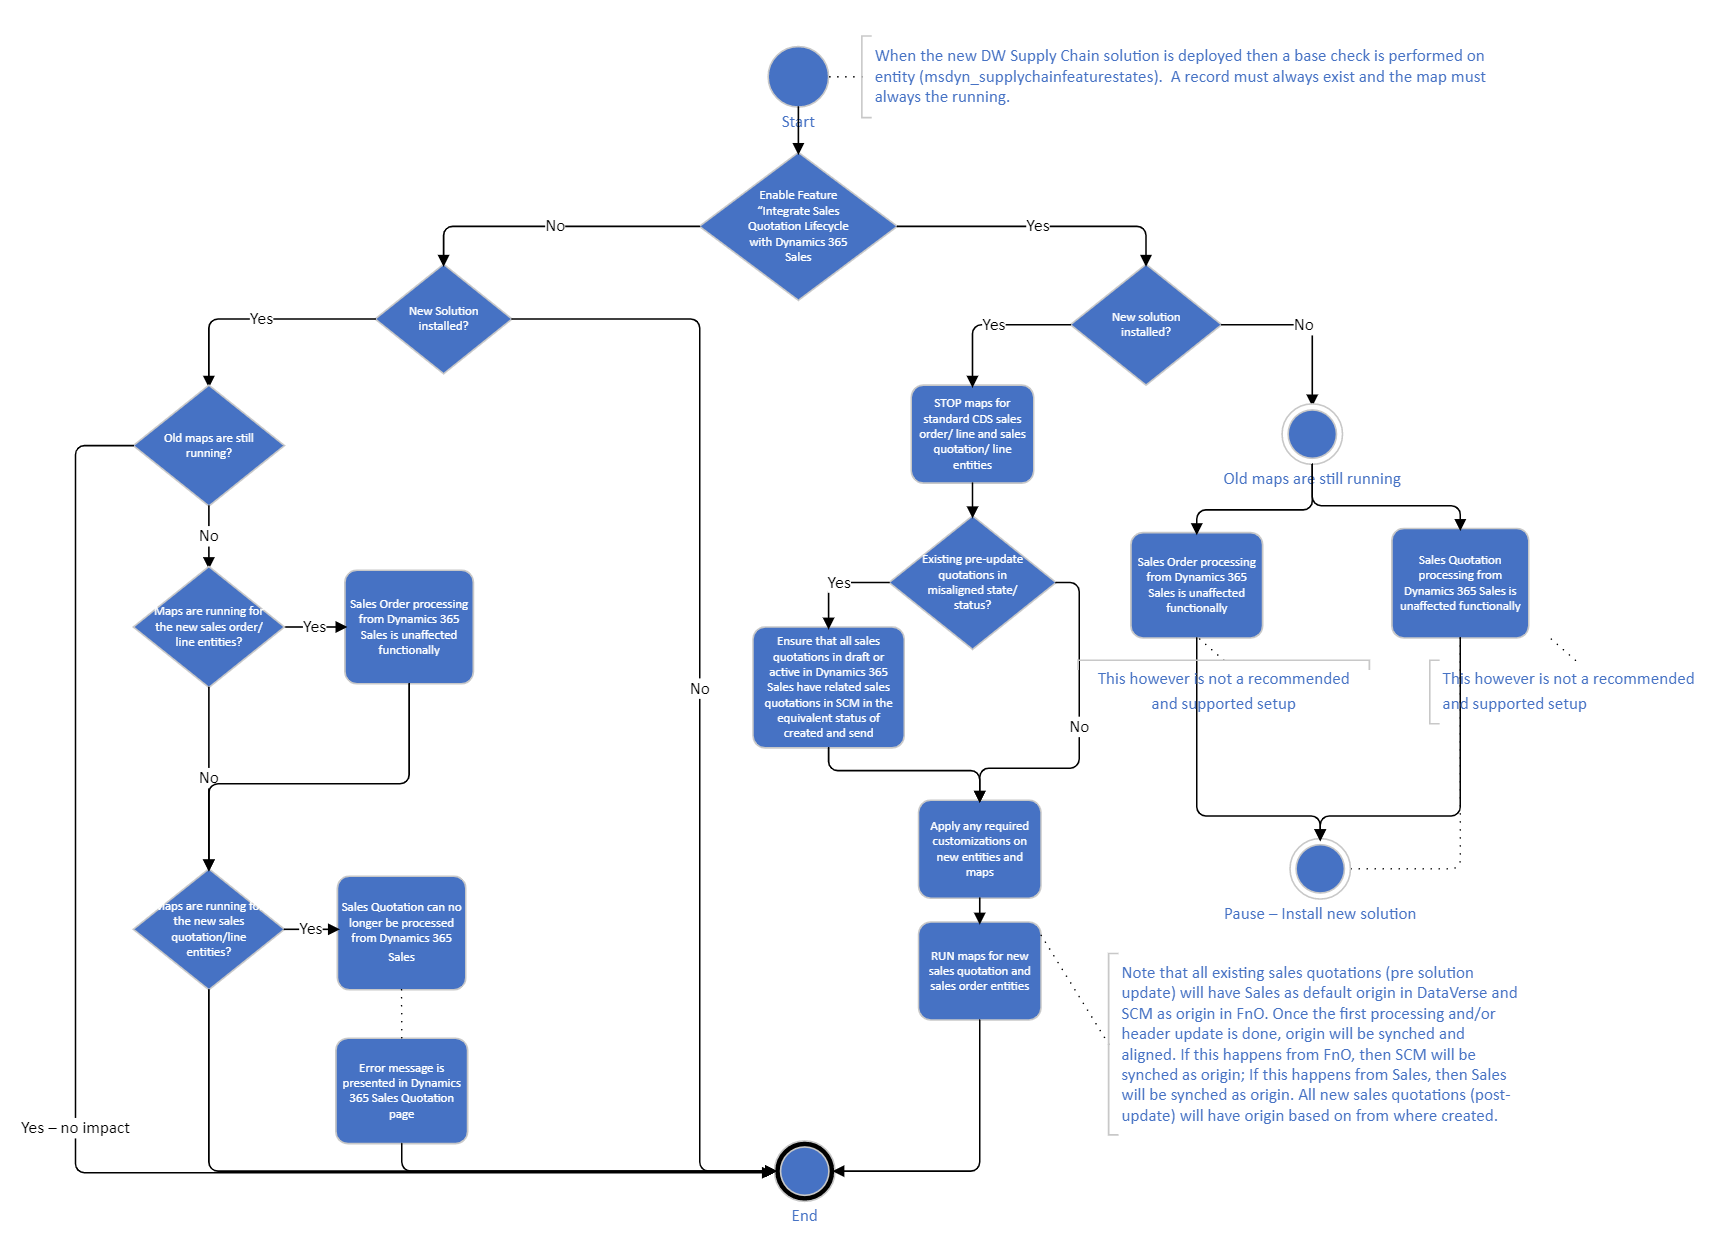 When the new DW Supply Chain solution is deployed then a base check is performed on
entity (msdyn_supplychainfeaturestates).  A record must always exist and the map must
always the running.
Start
Enable Feature
“Integrate Sales
Quotation Lifecycle
with Dynamics 365
Sales
No
Yes
New Solution
installed?
Yes
No
New solution
installed?
Yes
No
Old maps are still
running?
No
Yes – no impact
Maps are running for
the new sales order/
line entities?
Yes
No
Sales Order processing
from Dynamics 365
Sales is unaffected
functionally
Maps are running for
the new sales
quotation/line
entities?
Yes
Sales Quotation can no
longer be processed
from Dynamics 365
Sales
Error message is
presented in Dynamics
365 Sales Quotation
page
STOP maps for
standard CDS sales
order/ line and sales
quotation/ line
entities
Existing pre-update
quotations in
misaligned state/
status?
Yes
No
Ensure that all sales
quotations in draft or
active in Dynamics 365
Sales have related sales
quotations in SCM in the
equivalent status of
created and send
Apply any required
customizations on
new entities and
maps
RUN maps for new
sales quotation and
sales order entities
Old maps are still running
Sales Order processing
from Dynamics 365
Sales is unaffected
functionally
Sales Quotation
processing from
Dynamics 365 Sales is
unaffected functionally
This however is not a recommended
and supported setup
This however is not a recommended
and supported setup
Pause – Install new solution
Note that all existing sales quotations (pre solution
update) will have Sales as default origin in DataVerse and
SCM as origin in FnO. Once the first processing and/or
header update is done, origin will be synched and
aligned. If this happens from FnO, then SCM will be
synched as origin; If this happens from Sales, then Sales
will be synched as origin. All new sales quotations (post-
update) will have origin based on from where created.
End